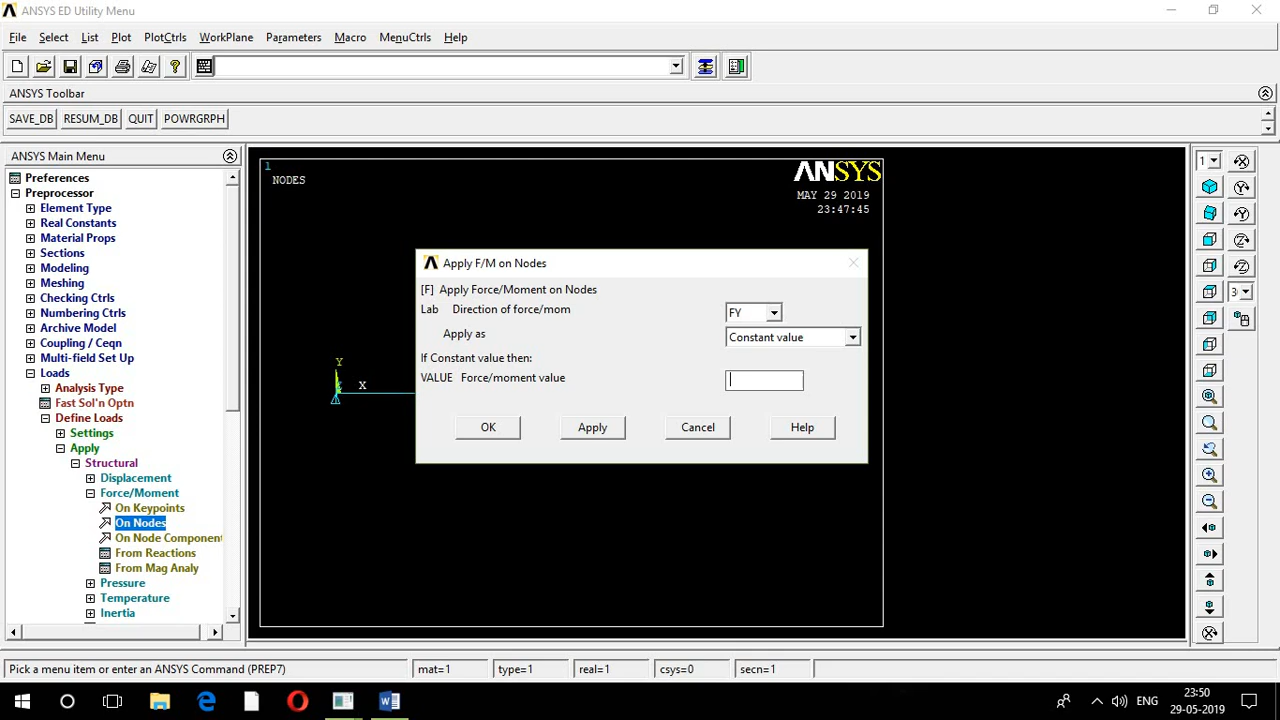 ANSYS ED Utility Menu
File Select List Plot PlotCtrls WorkPlane Parameters Macro MenuCtrls Help
ANSYS Toolbar
SAVE_DB RESUM_DB QUIT POWRGRPH
ANSYS Main Menu
Preferences
Preprocessor
Element Type
Real Constants
Material Props
Sections
Modeling
Meshing
Checking Ctrls
Numbering Ctrls
Archive Model
Coupling / Ceqn
Multi-field Set Up
Loads
Analysis Type
Fast Sol'n Optn
Define Loads
Settings
Apply
Structural
Displacement
Force/Moment
On Keypoints
On Nodes
On Node Component
From Reactions
From Mag Analy
Pressure
Temperature
Inertia
1
NODES
ANSYS
MAY 29 2019
23:47:45
Y
X
Apply F/M on Nodes
[F] Apply Force/Moment on Nodes
Lab Direction of force/mom FY
Apply as Constant value
If Constant value then:
VALUE Force/moment value
OK Apply Cancel Help
1
3
Pick a menu item or enter an ANSYS Command (PREP7) mat=1 type=1 real=1 csys=0 secn=1
ENG
23:50
29-05-2019